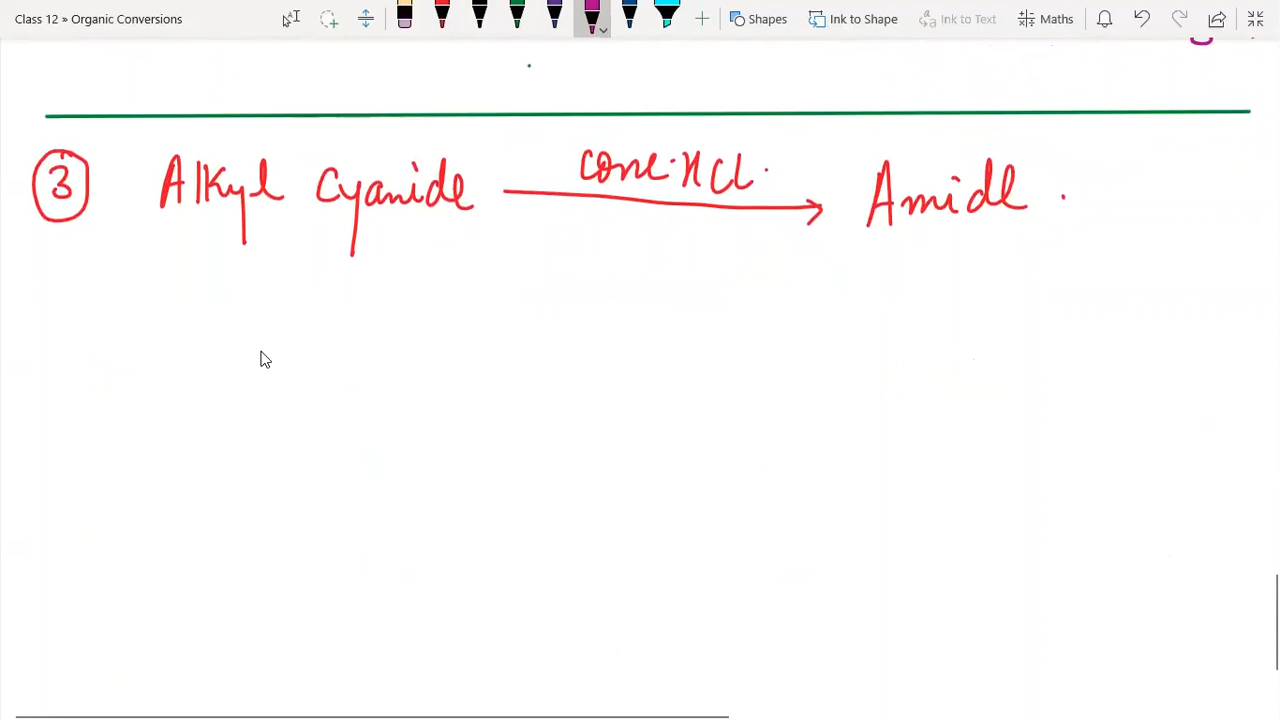 Class 12 » Organic Conversions
Shapes
Ink to Shape
Ink to Text
Maths
3 Alkyl Cyanide conc. HCl. Amide.